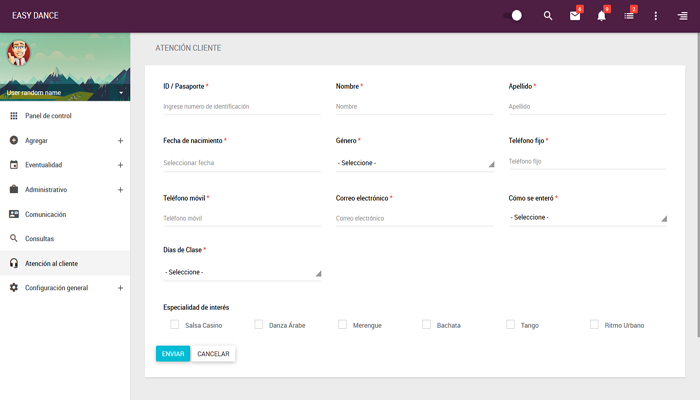 EASY DANCE
6
9
2
User random name
Panel de control
Agregar +
Eventualidad +
Administrativo +
Comunicación
Consultas
Atención al cliente
Configuración general +
ATENCIÓN CLIENTE
ID / Pasaporte * Nombre * Apellido *
Ingrese numero de identificación Nombre Apellido
Fecha de nacimiento * Género * Teléfono fijo *
Seleccionar fecha - Seleccione - Teléfono fijo
Teléfono móvil * Correo electrónico * Cómo se enteró *
Teléfono móvil Correo electrónico - Seleccione -
Días de Clase *
- Seleccione -
Especialidad de interés
Salsa Casino Danza Árabe Merengue Bachata Tango Ritmo Urbano
ENVIAR CANCELAR